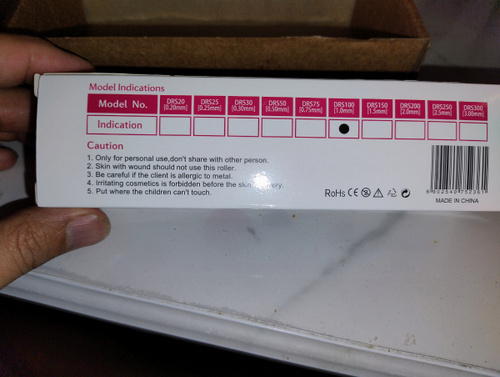 Model Indications
Model No. DRS20 [0.20mm] DRS25 [0.25mm] DRS30 [0.30mm] DRS50 [0.50mm] DRS75 [0.75mm] DRS100 [1.0mm] DRS150 [1.5mm] DRS200 [2.0mm] DRS250 [2.5mm] DRS300 [3.00mm]
Indication
Caution
1. Only for personal use,don't share with other person.
2. Skin with wound should not use this roller.
3. Be careful if the client is allergic to metal.
4. Irritating cosmetics is forbidden before the skin
5. Put where the children can't touch.
RoHs CE
MADE IN CHINA